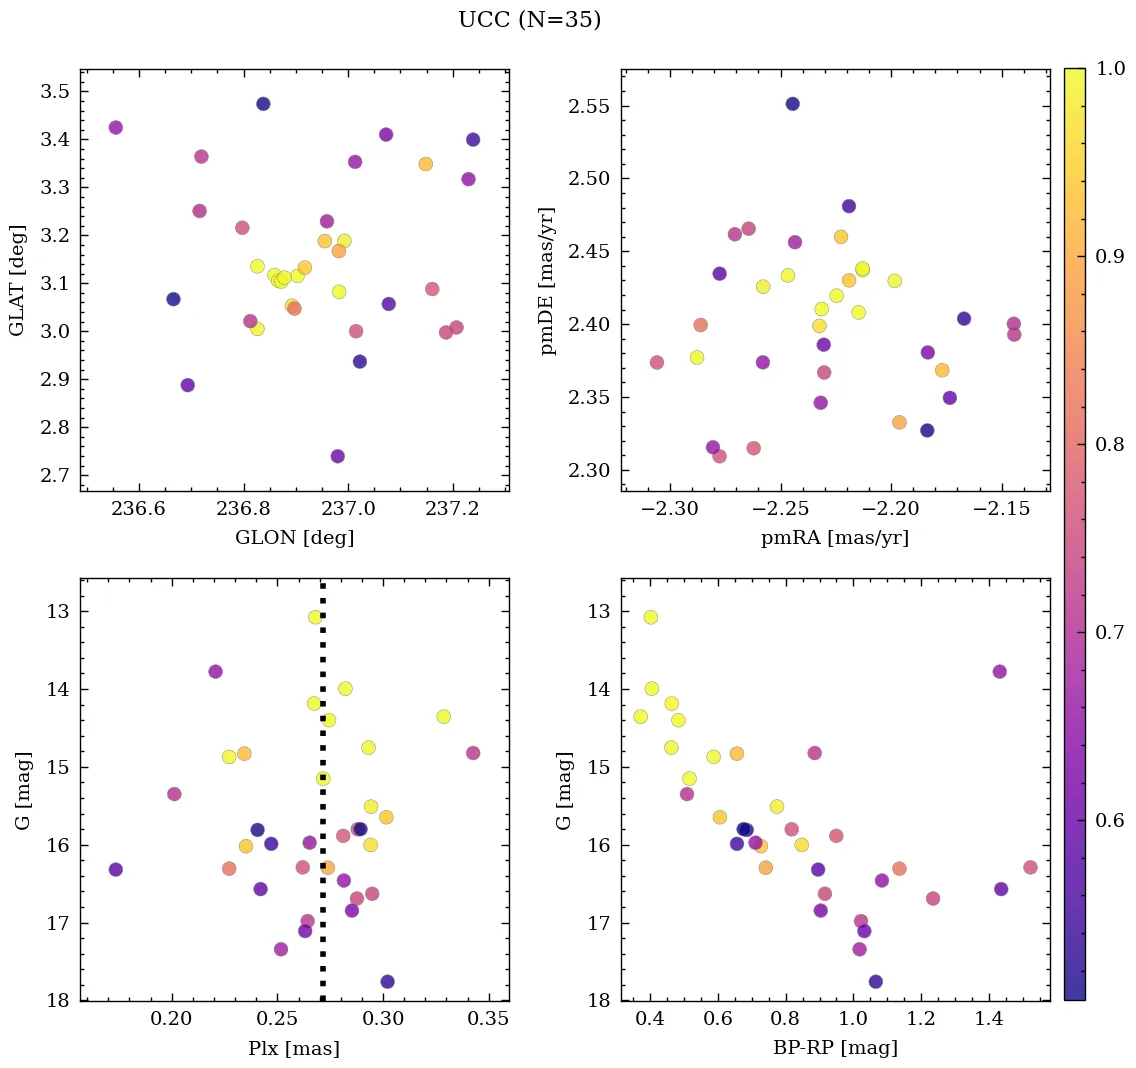 UCC (N=35)
3.5
3.4
3.3
3.2
3.1
3.0
2.9
2.8
2.7
GLAT [deg]
236.6 236.8 237.0 237.2
GLON [deg]
2.55
2.50
2.45
2.40
2.35
2.30
pmDE [mas/yr]
−2.30 −2.25 −2.20 −2.15
pmRA [mas/yr]
1.0
0.9
0.8
0.7
0.6
13
14
15
16
17
18
G [mag]
0.20 0.25 0.30 0.35
Plx [mas]
13
14
15
16
17
18
G [mag]
0.4 0.6 0.8 1.0 1.2 1.4
BP-RP [mag]